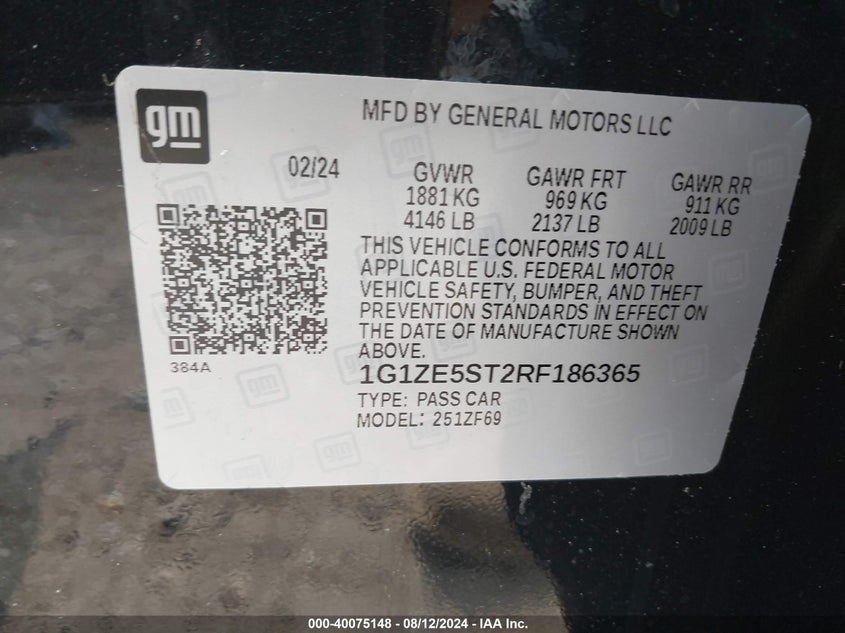 gm
MFD BY GENERAL MOTORS LLC
02/24
GVWR
1881 KG
4146 LB
GAWR FRT
969 KG
2137 LB
GAWR RR
911 KG
2009 LB
THIS VEHICLE CONFORMS TO ALL
APPLICABLE U.S. FEDERAL MOTOR
VEHICLE SAFETY, BUMPER, AND THEFT
PREVENTION STANDARDS IN EFFECT ON
THE DATE OF MANUFACTURE SHOWN
ABOVE.
384A
1G1ZE5ST2RF186365
TYPE: PASS CAR
MODEL: 251ZF69
000-40075148 - 08/12/2024 - IAA Inc.